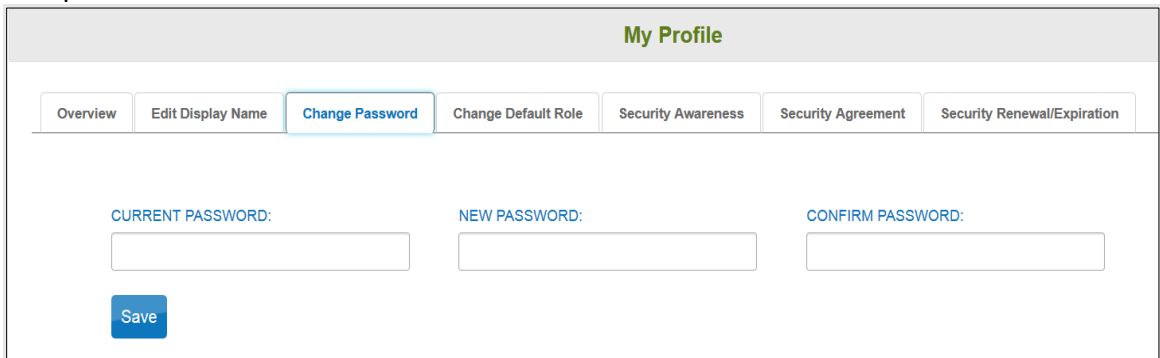 My Profile
Overview Edit Display Name Change Password Change Default Role Security Awareness Security Agreement Security Renewal/Expiration
CURRENT PASSWORD: NEW PASSWORD: CONFIRM PASSWORD:
Save